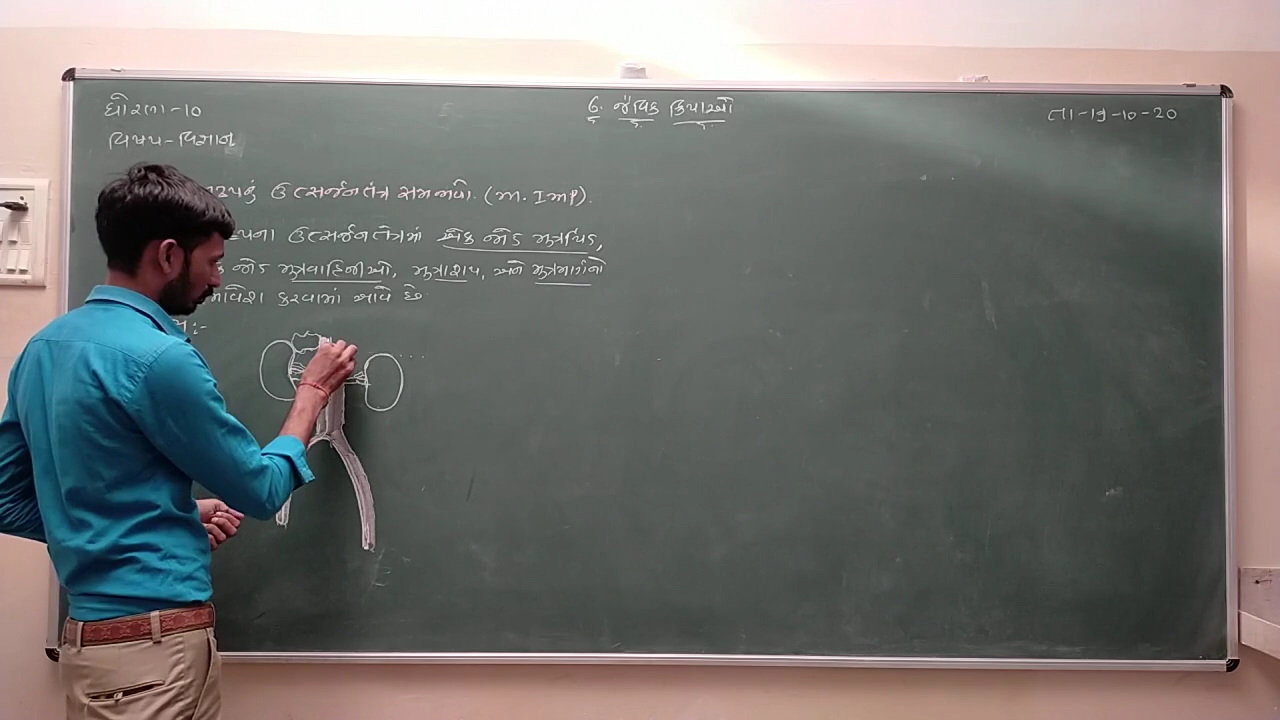 ધોરણ-10
6. જૈવિક ક્રિયાઓ
તા-19-10-20
વિષય-વિજ્ઞાન
ઉત્સર્જનતંત્ર સમજાવો. (M. IMP).
ઉત્સર્જનતંત્રમાં એક જોડ મૂત્રપિંડ,
જોડ મૂત્રવાહિનીઓ, મૂત્રાશય, અને મૂત્રમાર્ગનો
કરવામાં આવે છે